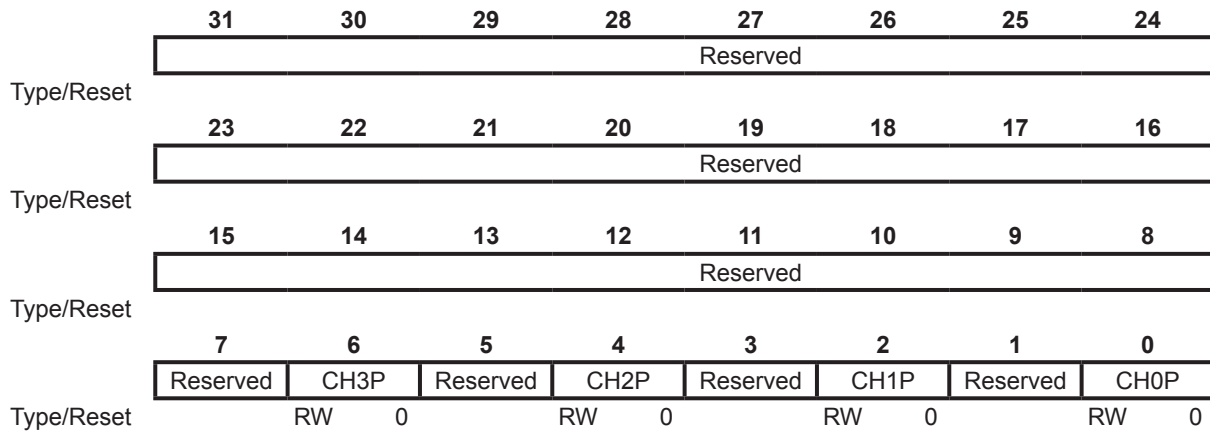 31 30 29 28 27 26 25 24
Reserved
Type/Reset
23 22 21 20 19 18 17 16
Reserved
Type/Reset
15 14 13 12 11 10 9 8
Reserved
Type/Reset
7 6 5 4 3 2 1 0
Reserved CH3P Reserved CH2P Reserved CH1P Reserved CH0P
Type/Reset RW 0 RW 0 RW 0 RW 0